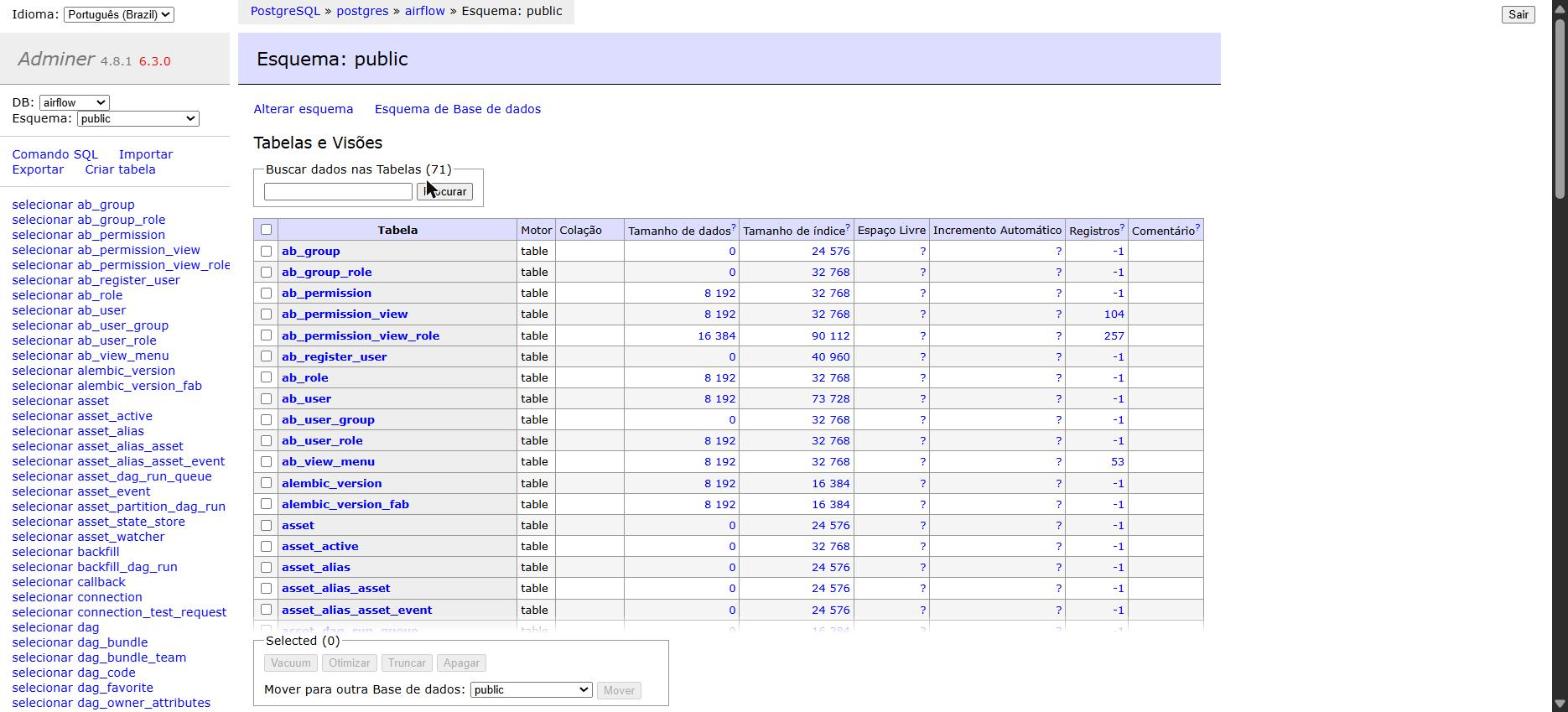 Idioma: Português (Brazil)
PostgreSQL » postgres » airflow » Esquema: public
Sair
Adminer 4.8.1 6.3.0
Esquema: public
DB: airflow
Esquema: public
Alterar esquema Esquema de Base de dados
Comando SQL Importar
Exportar Criar tabela
Tabelas e Visões
Buscar dados nas Tabelas (71)
selecionar ab_group
selecionar ab_group_role
selecionar ab_permission
selecionar ab_permission_view
selecionar ab_permission_view_role
selecionar ab_register_user
selecionar ab_role
selecionar ab_user
selecionar ab_user_group
selecionar ab_user_role
selecionar ab_view_menu
selecionar alembic_version
selecionar alembic_version_fab
selecionar asset
selecionar asset_active
selecionar asset_alias
selecionar asset_alias_asset
selecionar asset_alias_asset_event
selecionar asset_dag_run_queue
selecionar asset_event
selecionar asset_partition_dag_run
selecionar asset_state_store
selecionar asset_watcher
selecionar backfill
selecionar backfill_dag_run
selecionar callback
selecionar connection
selecionar connection_test_request
selecionar dag
selecionar dag_bundle
selecionar dag_bundle_team
selecionar dag_code
selecionar dag_favorite
selecionar dag_owner_attributes
Tabela Motor Colação Tamanho de dados? Tamanho de índice? Espaço Livre Incremento Automático Registros? Comentário?
ab_group table 0 24 576 ? ? -1
ab_group_role table 0 32 768 ? ? -1
ab_permission table 8 192 32 768 ? ? -1
ab_permission_view table 8 192 32 768 ? ? 104
ab_permission_view_role table 16 384 90 112 ? ? 257
ab_register_user table 0 40 960 ? ? -1
ab_role table 8 192 32 768 ? ? -1
ab_user table 8 192 73 728 ? ? -1
ab_user_group table 0 32 768 ? ? -1
ab_user_role table 8 192 32 768 ? ? -1
ab_view_menu table 8 192 32 768 ? ? 53
alembic_version table 8 192 16 384 ? ? -1
alembic_version_fab table 8 192 16 384 ? ? -1
asset table 0 24 576 ? ? -1
asset_active table 0 32 768 ? ? -1
asset_alias table 0 24 576 ? ? -1
asset_alias_asset table 0 24 576 ? ? -1
asset_alias_asset_event table 0 24 576 ? ? -1
asset_dag_run_queue table 0 16 384 ? ? -1
Selected (0)
Vacuum Otimizar Truncar Apagar
Mover para outra Base de dados: public Mover